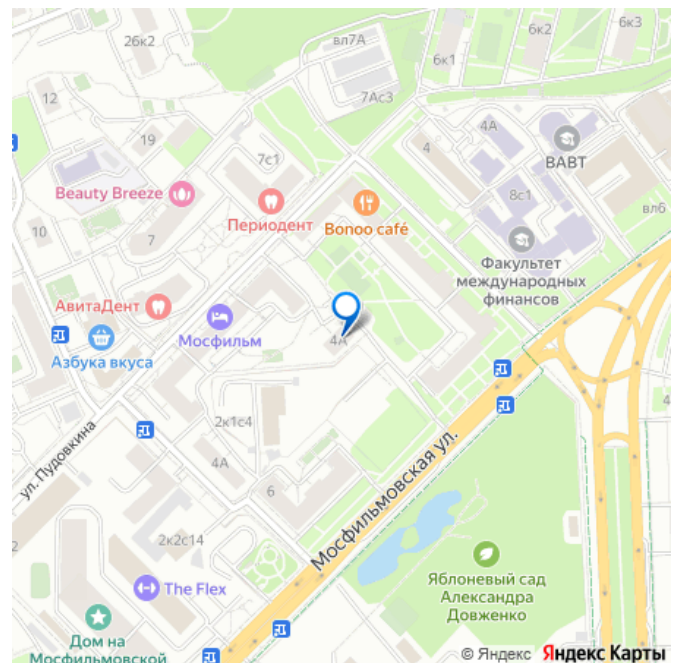 26к2
вл7А
6к1
6к2
6к3
12
7Ас3
19
4А
7с1
4
ВАВТ
Beauty Breeze
8с1
Периодент
Bonoo café
вл6
10
7
Факультет
международных
финансов
АвитаДент
Мосфильм
4А
Азбука вкуса
4
2к1с4
ул. Пудовкина
4А
6
Мосфильмовская ул.
2
2к2с14
Яблоневый сад
Александра
Довженко
The Flex
Дом на
Мосфильмовской
© Яндекс Яндекс Карты